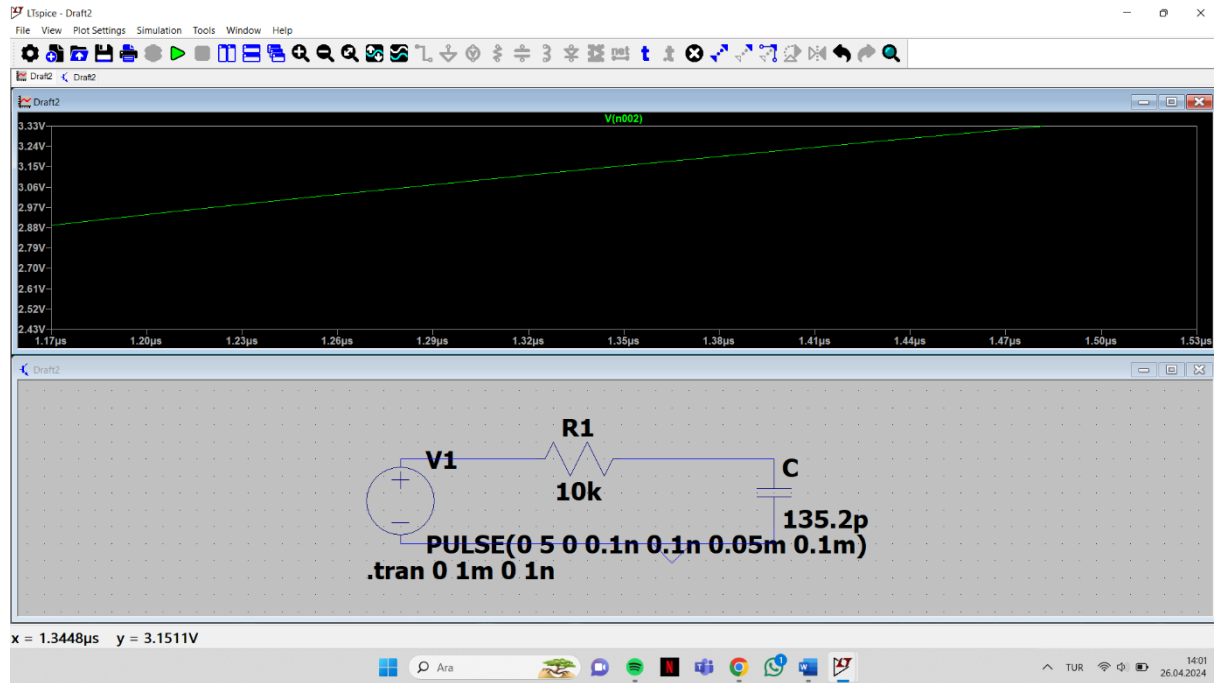 LTspice - Draft2
File View Plot Settings Simulation Tools Window Help
Draft2 Draft2
Draft2
V(n002)
3.33V
3.24V
3.15V
3.06V
2.97V
2.88V
2.79V
2.70V
2.61V
2.52V
2.43V
1.17µs 1.20µs 1.23µs 1.26µs 1.29µs 1.32µs 1.35µs 1.38µs 1.41µs 1.44µs 1.47µs 1.50µs 1.53µs
Draft2
R1
V1
C
10k
135.2p
PULSE(0 5 0 0.1n 0.1n 0.05m 0.1m)
.tran 0 1m 0 1n
x = 1.3448µs y = 3.1511V
Ara
TUR
14:01
26.04.2024